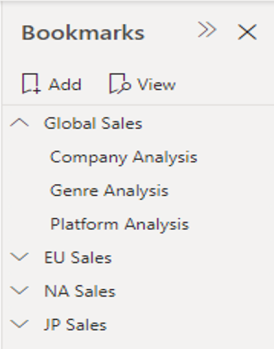 Bookmarks
Add View
Global Sales
Company Analysis
Genre Analysis
Platform Analysis
EU Sales
NA Sales
JP Sales